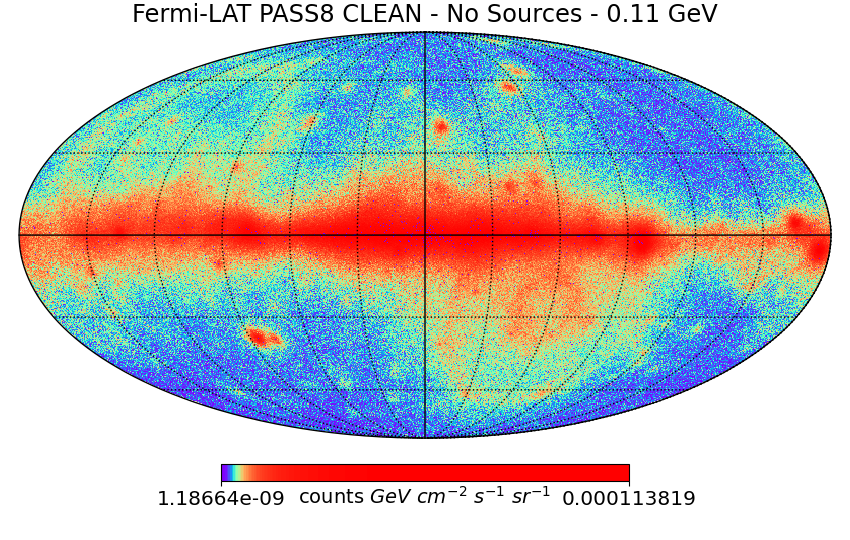 Fermi-LAT PASS8 CLEAN - No Sources - 0.11 GeV
1.18664e-09 counts GeV cm⁻² s⁻¹ sr⁻¹ 0.000113819